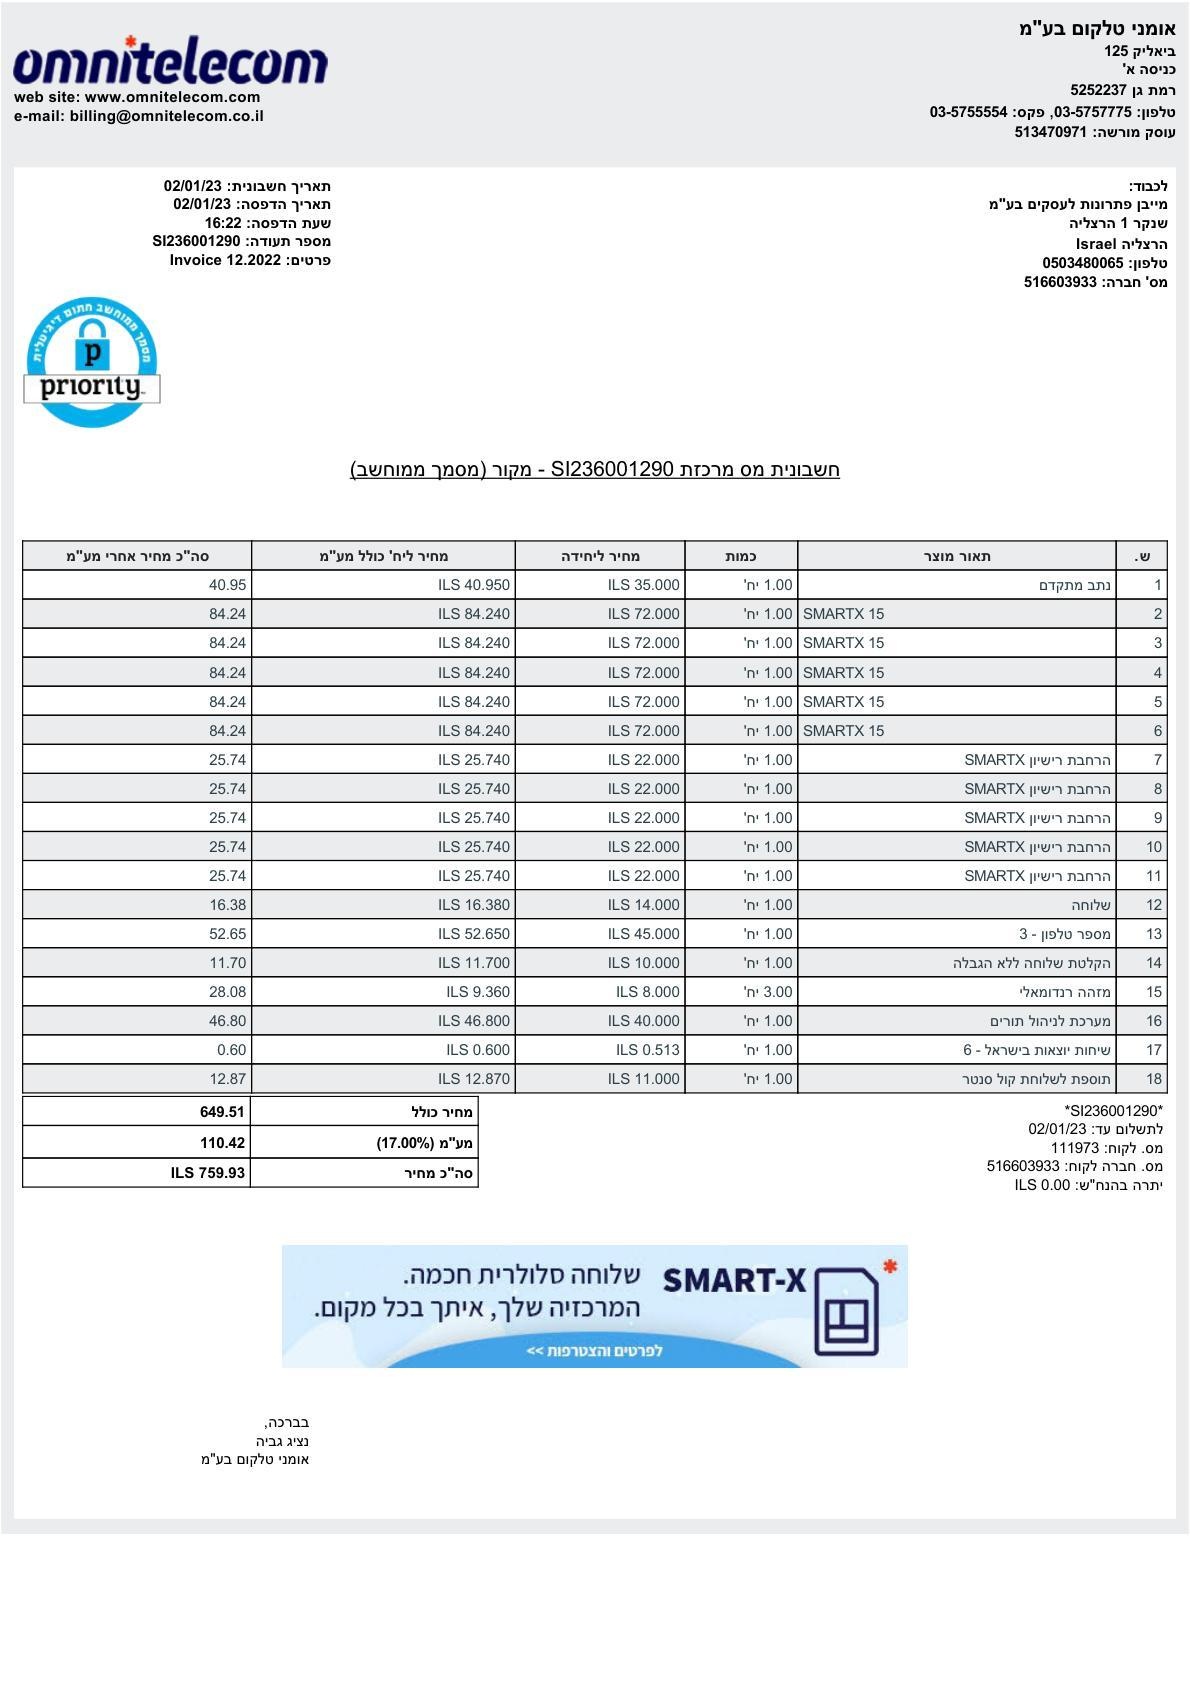 אומני טלקום בע"מ
ביאליק 125
כניסה א'
רמת גן 5252237
טלפון: 03-5757775, פקס: 03-5755554
עוסק מורשה: 513470971
omnitelecom
web site: www.omnitelecom.com
e-mail: billing@omnitelecom.co.il
לכבוד:
מייבן פתרונות לעסקים בע"מ
שנקר 1 הרצליה
הרצליה Israel
טלפון: 0503480065
מס' חברה: 516603933
תאריך חשבונית: 02/01/23
תאריך הדפסה: 02/01/23
שעת הדפסה: 16:22
מספר תעודה: SI236001290
פרטים: Invoice 12.2022
מסמך ממוחשב חתום דיגיטלית
p
priority
חשבונית מס מרכזת SI236001290 - מקור (מסמך ממוחשב)
ש. תאור מוצר כמות מחיר ליחידה מחיר ליח' כולל מע"מ סה"כ מחיר אחרי מע"מ
1 נתב מתקדם 1.00 יח' ILS 35.000 ILS 40.950 40.95
2 SMARTX 15 1.00 יח' ILS 72.000 ILS 84.240 84.24
3 SMARTX 15 1.00 יח' ILS 72.000 ILS 84.240 84.24
4 SMARTX 15 1.00 יח' ILS 72.000 ILS 84.240 84.24
5 SMARTX 15 1.00 יח' ILS 72.000 ILS 84.240 84.24
6 SMARTX 15 1.00 יח' ILS 72.000 ILS 84.240 84.24
7 הרחבת רישיון SMARTX 1.00 יח' ILS 22.000 ILS 25.740 25.74
8 הרחבת רישיון SMARTX 1.00 יח' ILS 22.000 ILS 25.740 25.74
9 הרחבת רישיון SMARTX 1.00 יח' ILS 22.000 ILS 25.740 25.74
10 הרחבת רישיון SMARTX 1.00 יח' ILS 22.000 ILS 25.740 25.74
11 הרחבת רישיון SMARTX 1.00 יח' ILS 22.000 ILS 25.740 25.74
12 שלוחה 1.00 יח' ILS 14.000 ILS 16.380 16.38
13 מספר טלפון - 3 1.00 יח' ILS 45.000 ILS 52.650 52.65
14 הקלטת שלוחה ללא הגבלה 1.00 יח' ILS 10.000 ILS 11.700 11.70
15 מזהה רנדומאלי 3.00 יח' ILS 8.000 ILS 9.360 28.08
16 מערכת לניהול תורים 1.00 יח' ILS 40.000 ILS 46.800 46.80
17 שיחות יוצאות בישראל - 6 1.00 יח' ILS 0.513 ILS 0.600 0.60
18 תוספת לשלוחת קול סנטר 1.00 יח' ILS 11.000 ILS 12.870 12.87
מחיר כולל 649.51
מע"מ (17.00%) 110.42
סה"כ מחיר ILS 759.93
*SI236001290*
לתשלום עד: 02/01/23
מס. לקוח: 111973
מס. חברה לקוח: 516603933
יתרה בהנח"ש: ILS 0.00
SMART-X שלוחה סלולרית חכמה.
המרכזיה שלך, איתך בכל מקום.
לפרטים והצטרפות >>
בברכה,
נציג גביה
אומני טלקום בע"מ